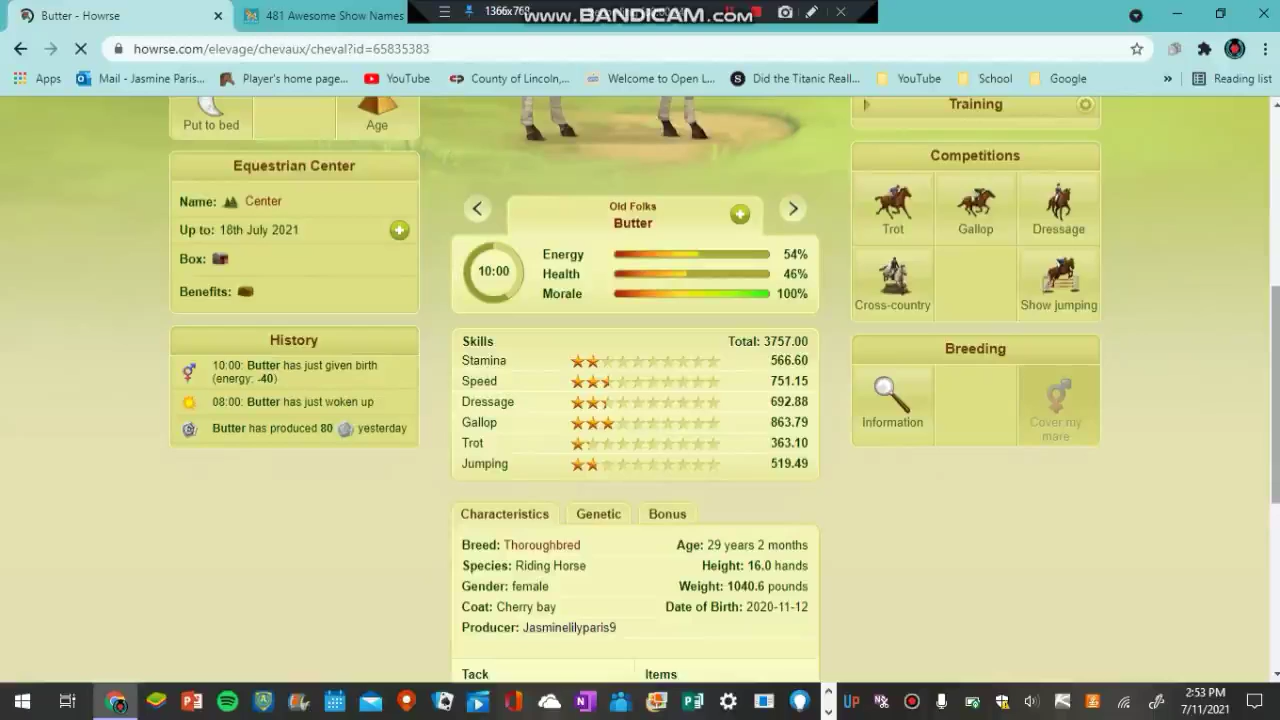 Butter - Howrse
481 Awesome Show Names
1366x768
www.BANDICAM.com
howrse.com/elevage/chevaux/cheval?id=65835383
Apps
Mail - Jasmine Paris...
Player's home page...
YouTube
County of Lincoln,...
Welcome to Open L...
Did the Titanic Reall...
YouTube
School
Google
»
Reading list
Put to bed
Age
Training
Equestrian Center
Name: Center
Up to: 18th July 2021
Box:
Benefits:
History
10:00: Butter has just given birth
(energy: -40)
08:00: Butter has just woken up
Butter has produced 80 yesterday
Old Folks
Butter
10:00
Energy 54%
Health 46%
Morale 100%
Skills Total: 3757.00
Stamina 566.60
Speed 751.15
Dressage 692.88
Gallop 863.79
Trot 363.10
Jumping 519.49
Characteristics Genetic Bonus
Breed: Thoroughbred Age: 29 years 2 months
Species: Riding Horse Height: 16.0 hands
Gender: female Weight: 1040.6 pounds
Coat: Cherry bay Date of Birth: 2020-11-12
Producer: Jasminelilyparis9
Tack Items
Competitions
Trot Gallop Dressage
Cross-country Show jumping
Breeding
Information
Cover my
mare
UP
2:53 PM
7/11/2021